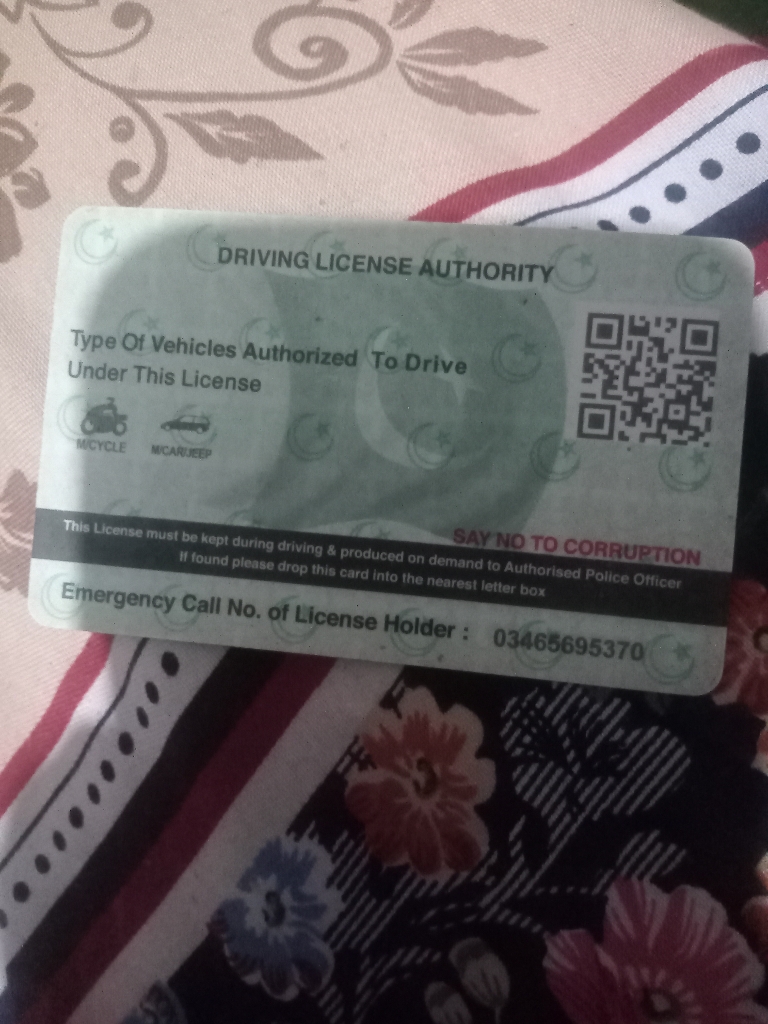 DRIVING LICENSE AUTHORITY
Type Of Vehicles Authorized To Drive
Under This License
M/CYCLE M/CAR/JEEP
SAY NO TO CORRUPTION
This License must be kept during driving & produced on demand to Authorised Police Officer
If found please drop this card into the nearest letter box
Emergency Call No. of License Holder : 03465695370